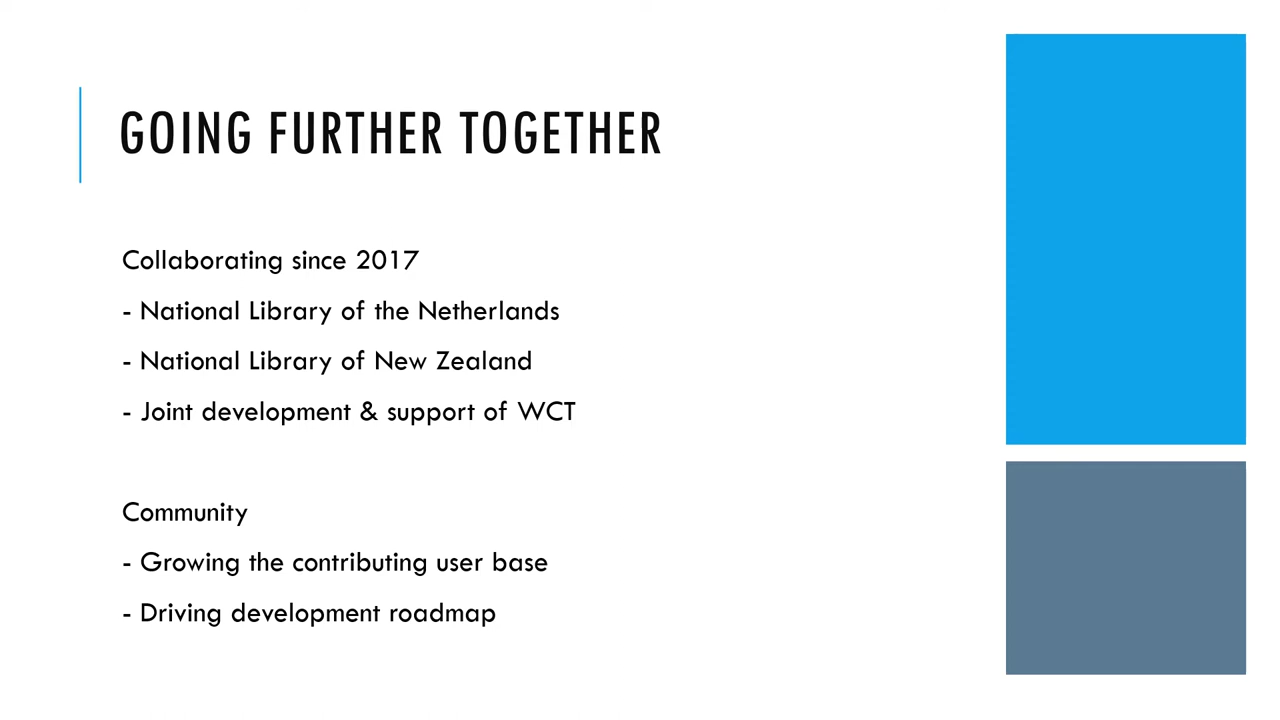 GOING FURTHER TOGETHER
Collaborating since 2017
- National Library of the Netherlands
- National Library of New Zealand
- Joint development & support of WCT
Community
- Growing the contributing user base
- Driving development roadmap